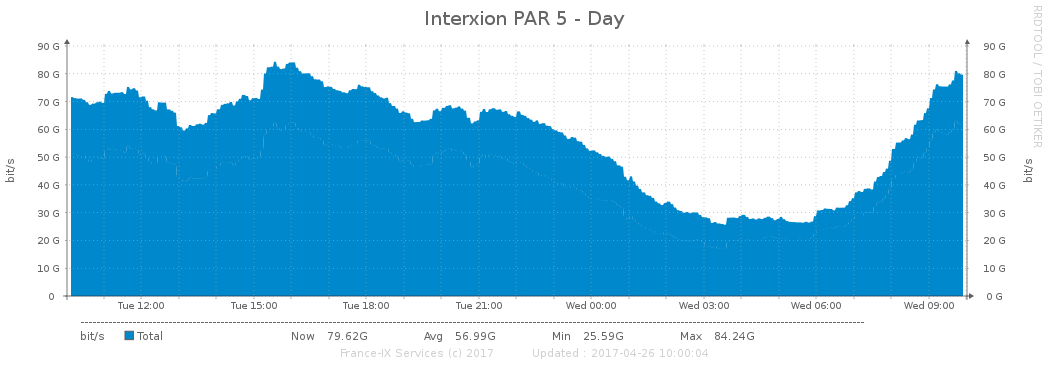 Interxion PAR 5 - Day
RRDTOOL / TOBI OETIKER
90 G 90 G
80 G 80 G
70 G 70 G
60 G 60 G
50 G 50 G
40 G 40 G
30 G 30 G
20 G 20 G
10 G 10 G
0 0 G
bit/s bit/s
Tue 12:00 Tue 15:00 Tue 18:00 Tue 21:00 Wed 00:00 Wed 03:00 Wed 06:00 Wed 09:00
bit/s Total Now 79.62G Avg 56.99G Min 25.59G Max 84.24G
France-IX Services (c) 2017 Updated : 2017-04-26 10:00:04